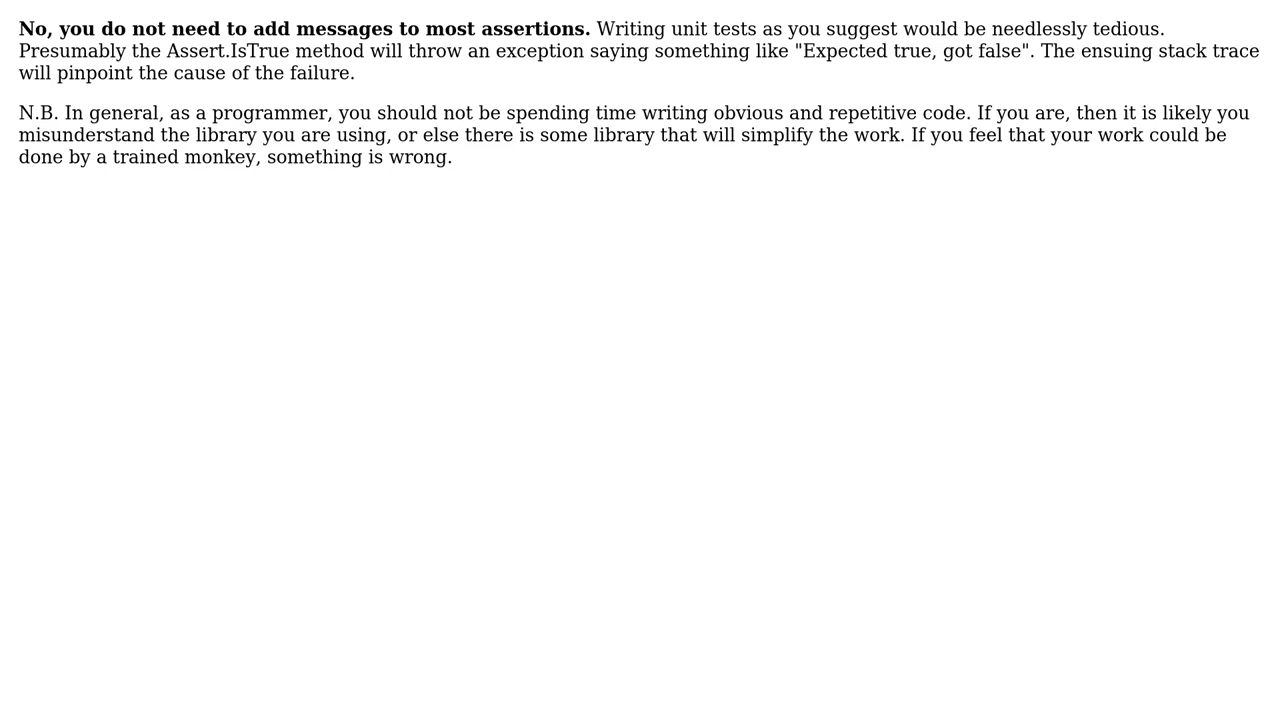 No, you do not need to add messages to most assertions. Writing unit tests as you suggest would be needlessly tedious.
Presumably the Assert.IsTrue method will throw an exception saying something like "Expected true, got false". The ensuing stack trace
will pinpoint the cause of the failure.
N.B. In general, as a programmer, you should not be spending time writing obvious and repetitive code. If you are, then it is likely you
misunderstand the library you are using, or else there is some library that will simplify the work. If you feel that your work could be
done by a trained monkey, something is wrong.